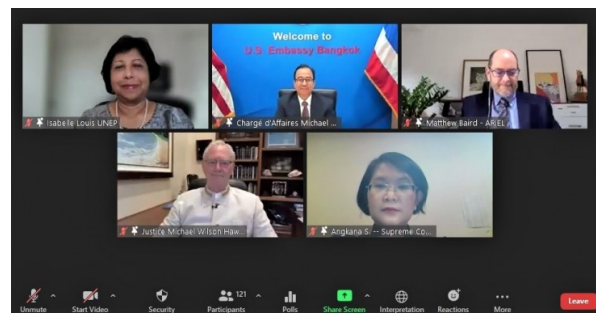 Welcome to
U.S. Embassy Bangkok
Isabelle Louis UNEP
Chargé d'Affaires Michael ...
Matthew Baird - ARIEL
Justice Michael Wilson Haw...
Angkana S. -- Supreme Co...
121
Unmute
Start Video
Security
Participants
Polls
Share Screen
Interpretation
Reactions
More
Leave